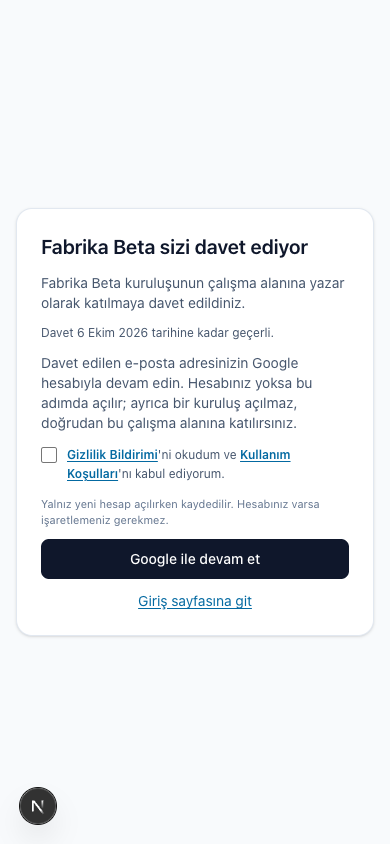 Fabrika Beta sizi davet ediyor
Fabrika Beta kuruluşunun çalışma alanına yazar
olarak katılmaya davet edildiniz.
Davet 6 Ekim 2026 tarihine kadar geçerli.
Davet edilen e-posta adresinizin Google
hesabıyla devam edin. Hesabınız yoksa bu
adımda açılır; ayrıca bir kuruluş açılmaz,
doğrudan bu çalışma alanına katılırsınız.
Gizlilik Bildirimi'ni okudum ve Kullanım
Koşulları'nı kabul ediyorum.
Yalnız yeni hesap açılırken kaydedilir. Hesabınız varsa
işaretlemeniz gerekmez.
Google ile devam et
Giriş sayfasına git
N